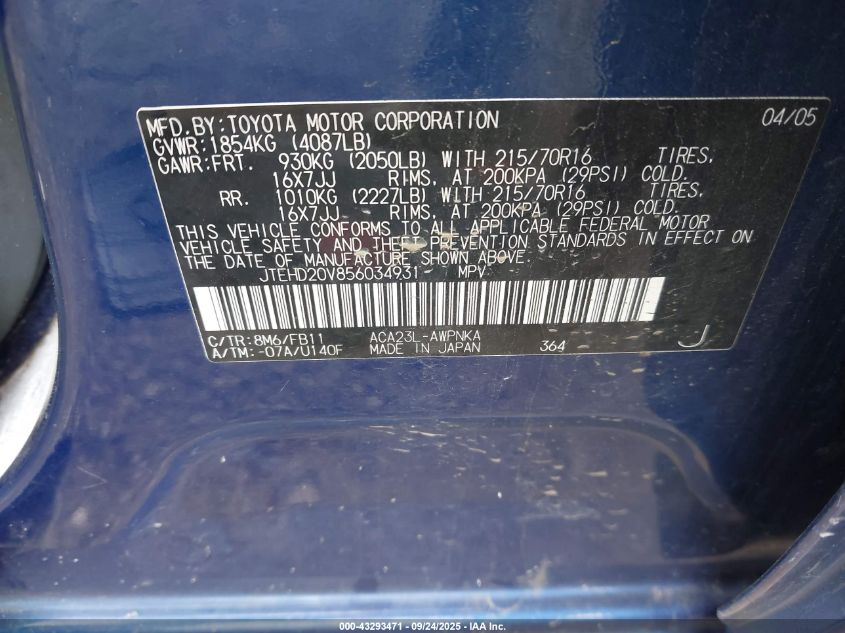 MFD.BY:TOYOTA MOTOR CORPORATION 04/05
GVWR:1854KG (4087LB)
GAWR:FRT. 930KG (2050LB) WITH 215/70R16 TIRES,
16X7JJ RIMS, AT 200KPA (29PSI) COLD.
RR. 1010KG (2227LB) WITH 215/70R16 TIRES,
16X7JJ RIMS, AT 200KPA (29PSI) COLD.
THIS VEHICLE CONFORMS TO ALL APPLICABLE FEDERAL MOTOR
VEHICLE SAFETY AND THEFT PREVENTION STANDARDS IN EFFECT ON
THE DATE OF MANUFACTURE SHOWN ABOVE.
JTEHD20V856034931 MPV
C/TR:8M6/FB11 ACA23L-AWPNKA
A/TM:-07A/U140F MADE IN JAPAN 364 J
000-43293471 - 09/24/2025 - IAA Inc.